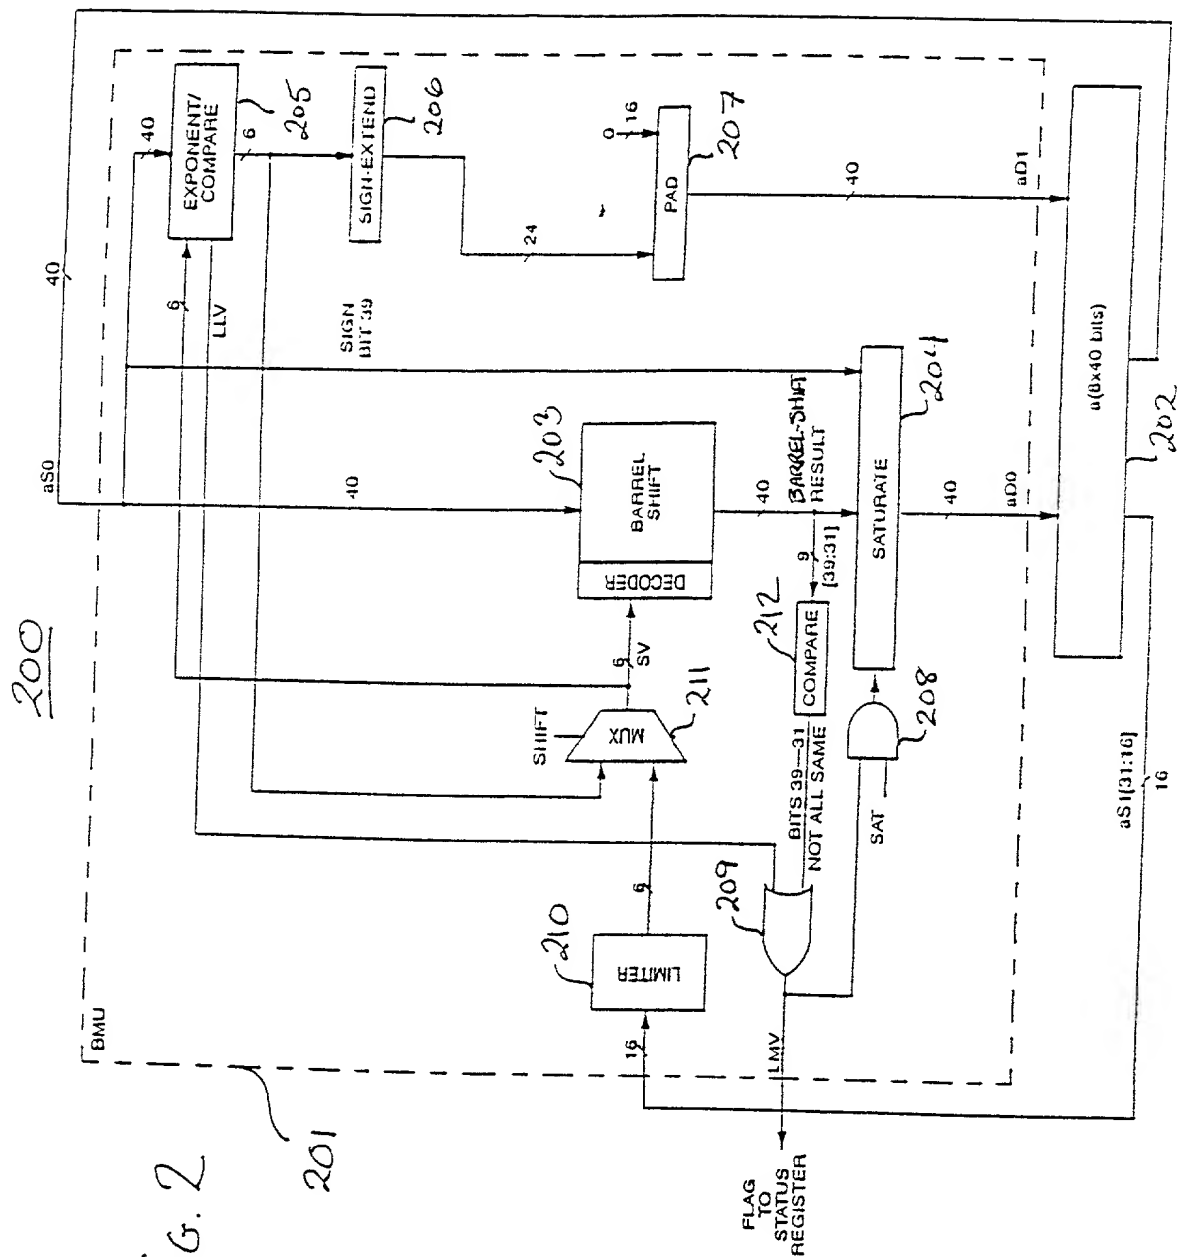 200
FIG. 2
201
BMU
aS0
40
40
EXPONENT/
COMPARE
205
6
LLV
6
SIGN-EXTEND
206
SIGN
BIT 39
40
24
0
16
PAD
207
40
aD1
SHIFT
MUX
211
6
SV
DECODER
BARREL
SHIFT
203
40
BARREL-SHIFT
RESULT
9
[39:31]
COMPARE
212
BITS 39—31
NOT ALL SAME
SATURATE
204
40
aD0
SAT
208
209
6
LIMITER
210
16
LMV
FLAG
TO
STATUS
REGISTER
a(8x40 bits)
202
aS1(31:16]
16